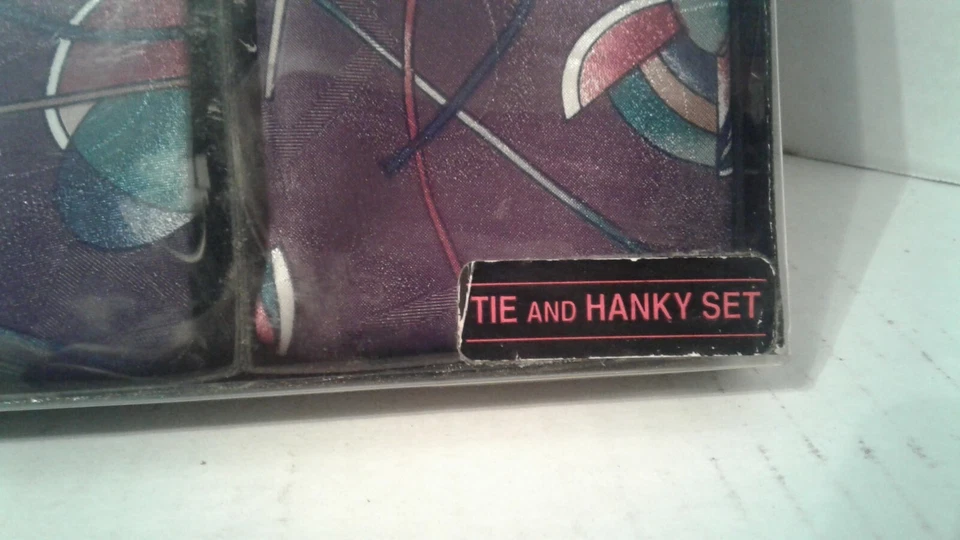 TIE AND HANKY SET